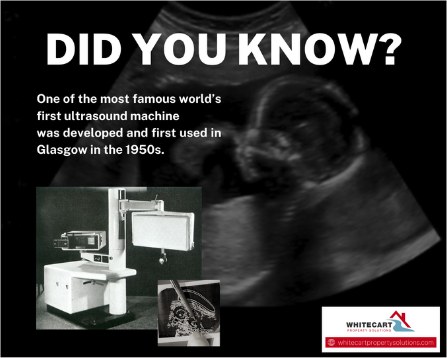 DID YOU KNOW?
One of the most famous world's
first ultrasound machine
was developed and first used in
Glasgow in the 1950s.
WHITECART
PROPERTY SOLUTIONS
whitecartpropertysolutions.com